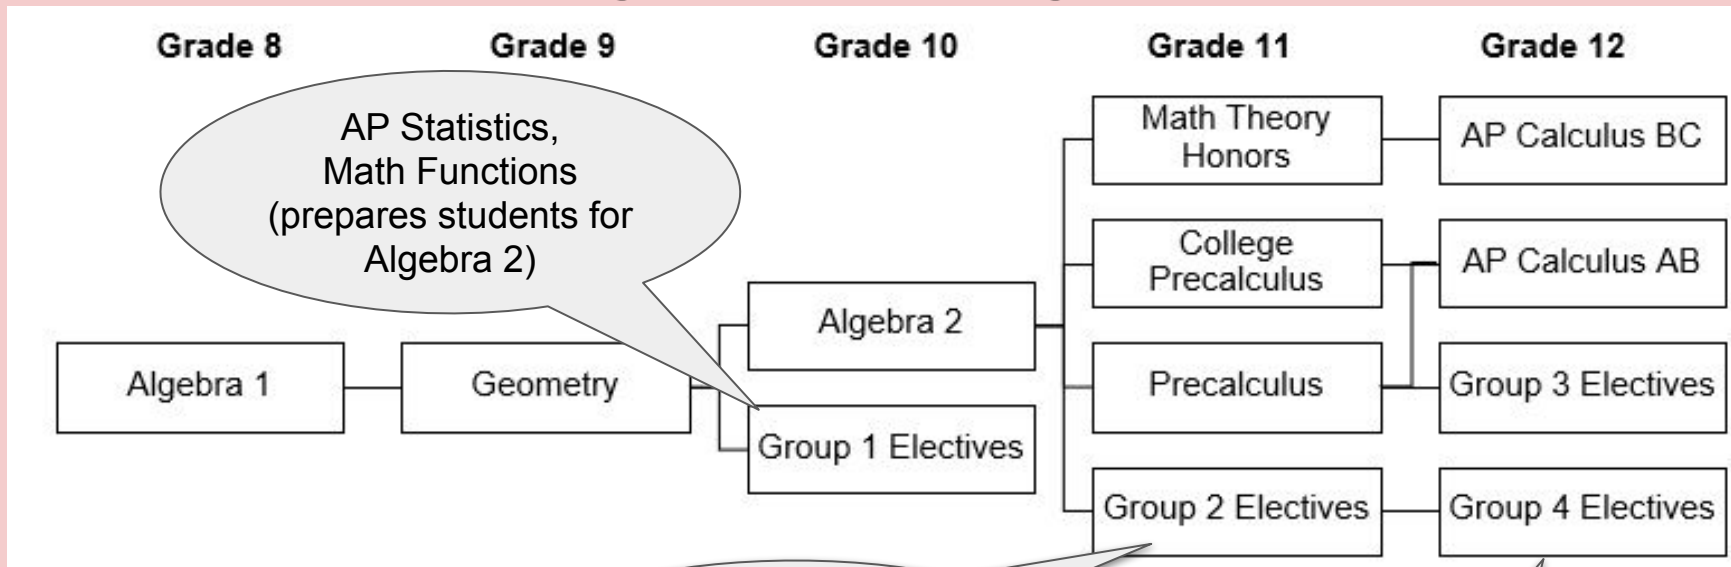 Grade 8 Grade 9 Grade 10 Grade 11 Grade 12
AP Statistics,
Math Functions
(prepares students for
Algebra 2)
Math Theory
Honors
AP Calculus BC
College
Precalculus
AP Calculus AB
Algebra 2
Algebra 1
Geometry
Precalculus
Group 3 Electives
Group 1 Electives
Group 2 Electives
Group 4 Electives